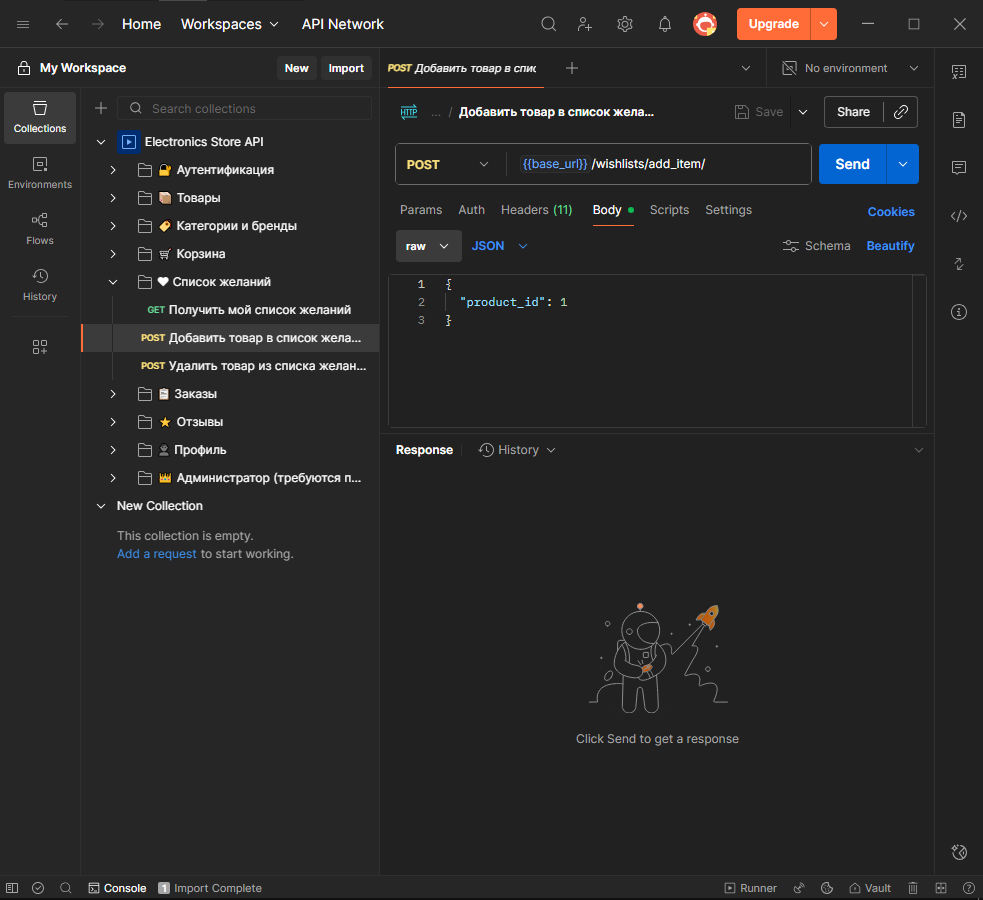 Home Workspaces API Network Upgrade
My Workspace New Import
POST Добавить товар в спис No environment
Collections
Search collections
HTTP ... / Добавить товар в список жела... Save Share
Electronics Store API
POST {{base_url}} /wishlists/add_item/ Send
Environments
Аутентификация
Товары
Params Auth Headers (11) Body Scripts Settings Cookies
Категории и бренды
Flows
raw JSON Schema Beautify
Корзина
Список желаний
1 {
History
2 "product_id": 1
GET Получить мой список желаний
3 }
POST Добавить товар в список жела...
POST Удалить товар из списка желан...
Заказы
Отзывы
Профиль
Response History
Администратор (требуются п...
New Collection
This collection is empty.
Add a request to start working.
Click Send to get a response
Console 1 Import Complete Runner Vault